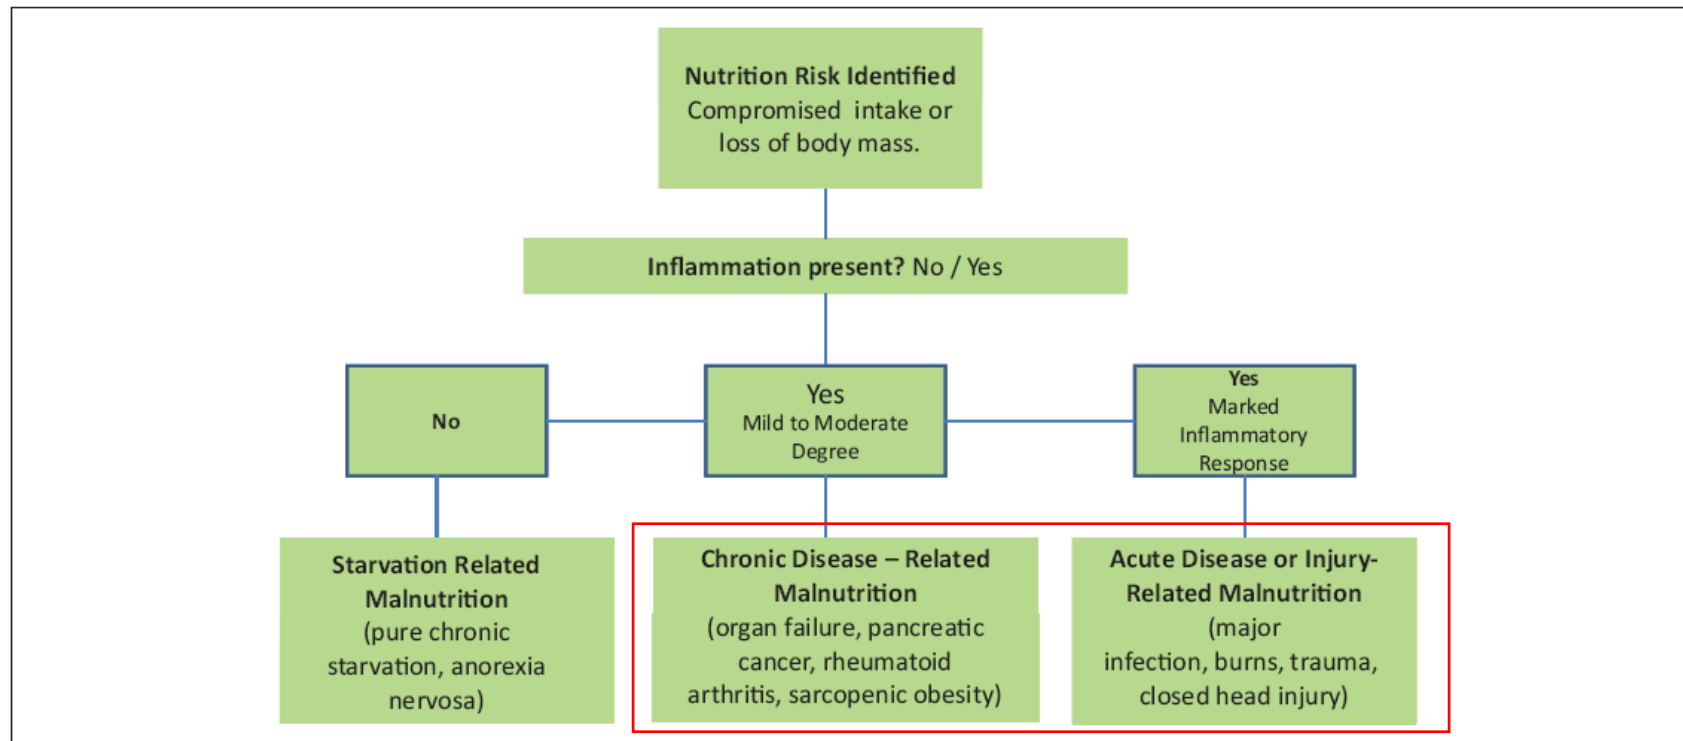 Nutrition Risk Identified
Compromised intake or
loss of body mass.
Inflammation present? No / Yes
No
Yes
Mild to Moderate
Degree
Yes
Marked
Inflammatory
Response
Starvation Related
Malnutrition
(pure chronic
starvation, anorexia
nervosa)
Chronic Disease – Related
Malnutrition
(organ failure, pancreatic
cancer, rheumatoid
arthritis, sarcopenic obesity)
Acute Disease or Injury-
Related Malnutrition
(major
infection, burns, trauma,
closed head injury)